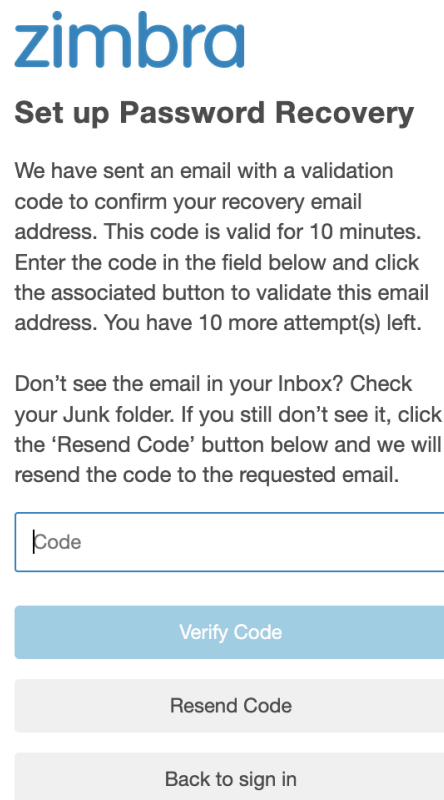 zimbra
Set up Password Recovery
We have sent an email with a validation
code to confirm your recovery email
address. This code is valid for 10 minutes.
Enter the code in the field below and click
the associated button to validate this email
address. You have 10 more attempt(s) left.
Don’t see the email in your Inbox? Check
your Junk folder. If you still don’t see it, click
the ‘Resend Code’ button below and we will
resend the code to the requested email.
Code
Verify Code
Resend Code
Back to sign in